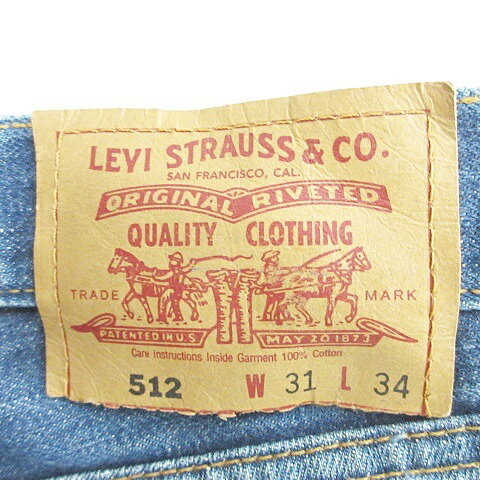 LEVI STRAUSS & CO.
SAN FRANCISCO, CAL.
ORIGINAL RIVETED
QUALITY CLOTHING
TRADE MARK
PATENTED IN U.S. MAY 20 1873
Care Instructions Inside Garment 100% Cotton
512 W 31 L 34